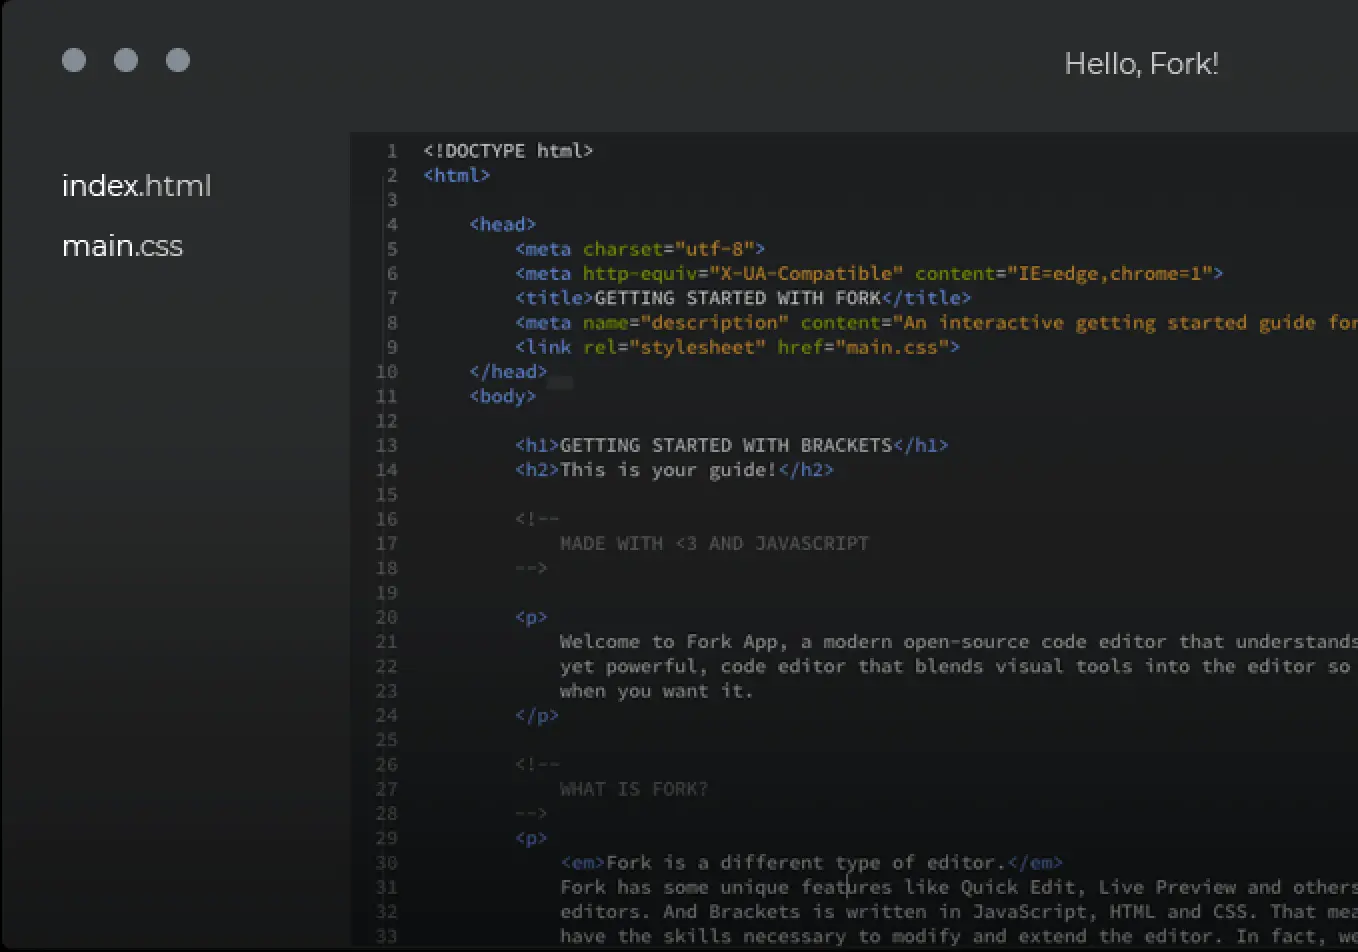 Hello, Fork!
index.html
main.css
1 <!DOCTYPE html>
2 <html>
3
4 <head>
5 <meta charset="utf-8">
6 <meta http-equiv="X-UA-Compatible" content="IE=edge,chrome=1">
7 <title>GETTING STARTED WITH FORK</title>
8 <meta name="description" content="An interactive getting started guide for
9 <link rel="stylesheet" href="main.css">
10 </head>
11 <body>
12
13 <h1>GETTING STARTED WITH BRACKETS</h1>
14 <h2>This is your guide!</h2>
15
16 <!--
17 MADE WITH <3 AND JAVASCRIPT
18 -->
19
20 <p>
21 Welcome to Fork App, a modern open-source code editor that understands
22 yet powerful, code editor that blends visual tools into the editor so
23 when you want it.
24 </p>
25
26 <!--
27 WHAT IS FORK?
28 -->
29 <p>
30 <em>Fork is a different type of editor.</em>
31 Fork has some unique features like Quick Edit, Live Preview and others
32 editors. And Brackets is written in JavaScript, HTML and CSS. That mea
33 have the skills necessary to modify and extend the editor. In fact, we